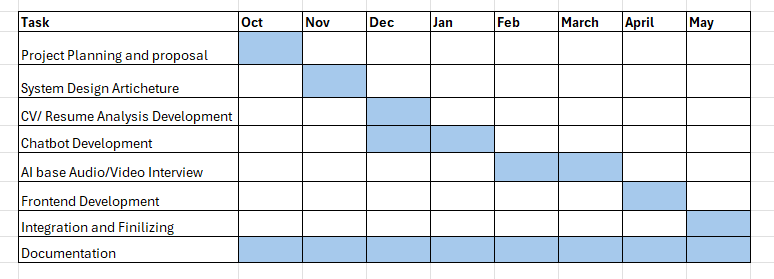 Task Oct Nov Dec Jan Feb March April May
Project Planning and proposal
System Design Articheture
CV/ Resume Analysis Development
Chatbot Development
AI base Audio/Video Interview
Frontend Development
Integration and Finilizing
Documentation